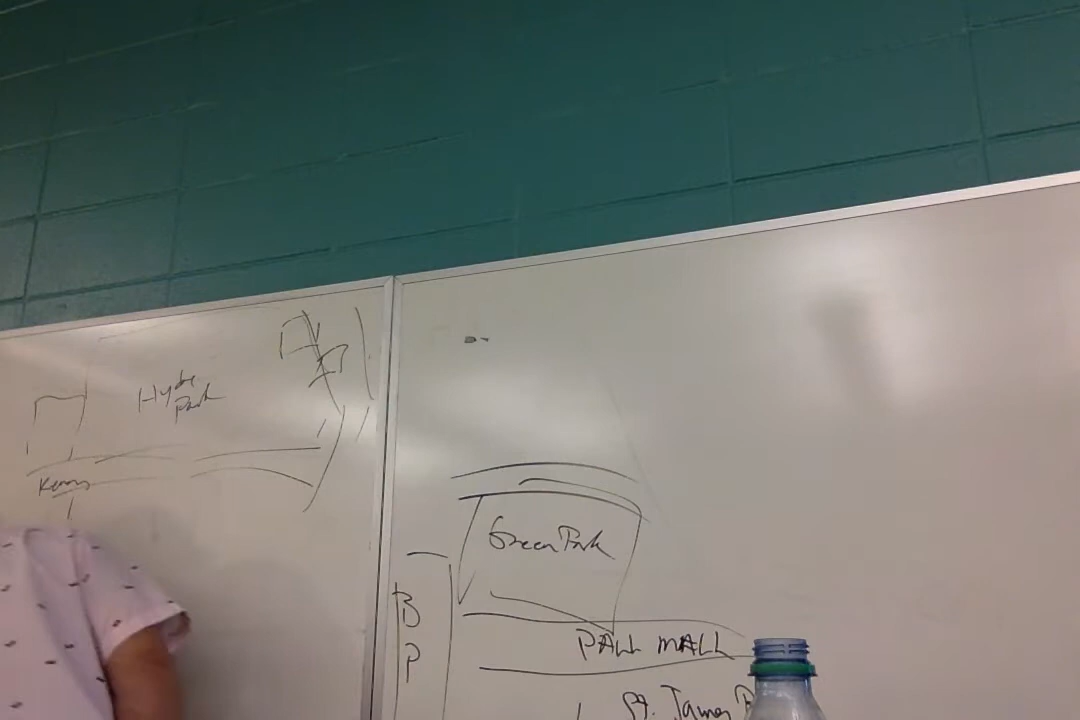 Hyde
Park
Kens
Green Park
B
P
PALL MALL
St. James P